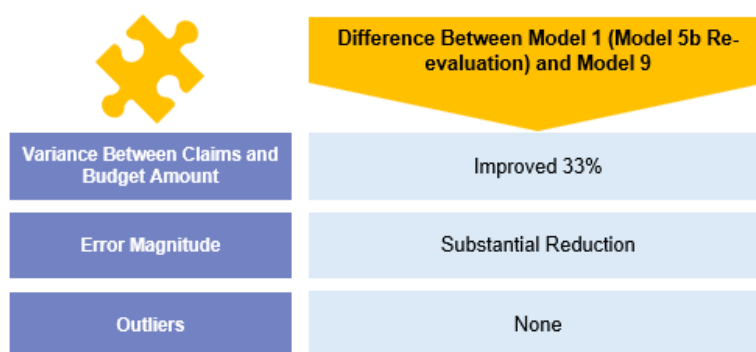 Difference Between Model 1 (Model 5b Re-
evaluation) and Model 9
Variance Between Claims and
Budget Amount
Improved 33%
Error Magnitude
Substantial Reduction
Outliers
None